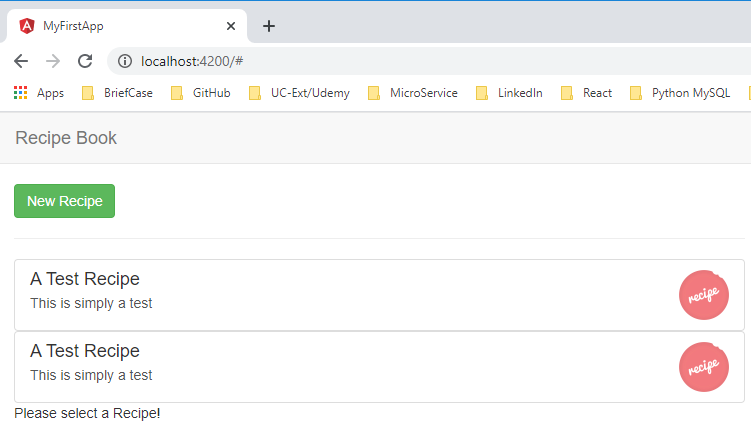 MyFirstApp
localhost:4200/#
Apps BriefCase GitHub UC-Ext/Udemy MicroService LinkedIn React Python MySQL
Recipe Book
New Recipe
A Test Recipe
This is simply a test
recipe
A Test Recipe
This is simply a test
recipe
Please select a Recipe!